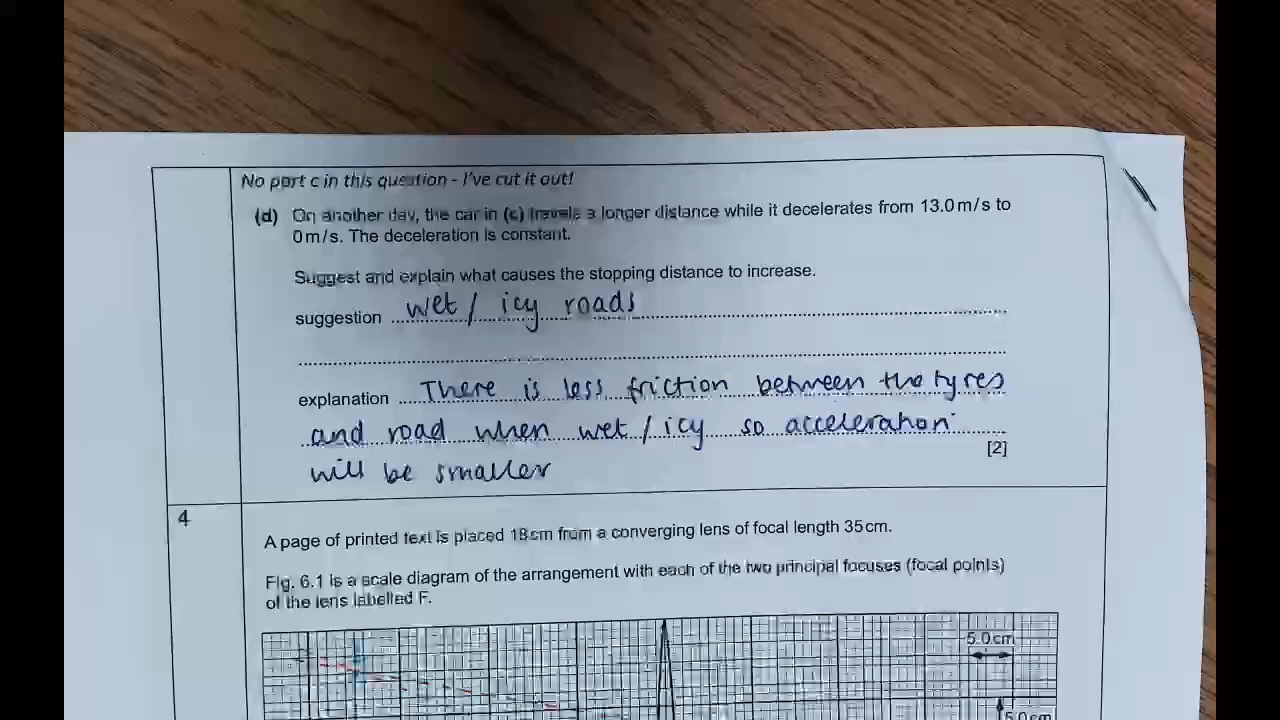 No part c in this question - I've cut it out!
(d) On another day, the car in (c) travels a longer distance while it decelerates from 13.0 m/s to
0 m/s. The deceleration is constant.
Suggest and explain what causes the stopping distance to increase.
suggestion wet / icy roads
explanation There is less friction between the tyres
and road when wet / icy so acceleration
[2]
will be smaller
4
A page of printed text is placed 18 cm from a converging lens of focal length 35 cm.
Fig. 6.1 is a scale diagram of the arrangement with each of the two principal focuses (focal points)
of the lens labelled F.
5.0 cm
5.0 cm